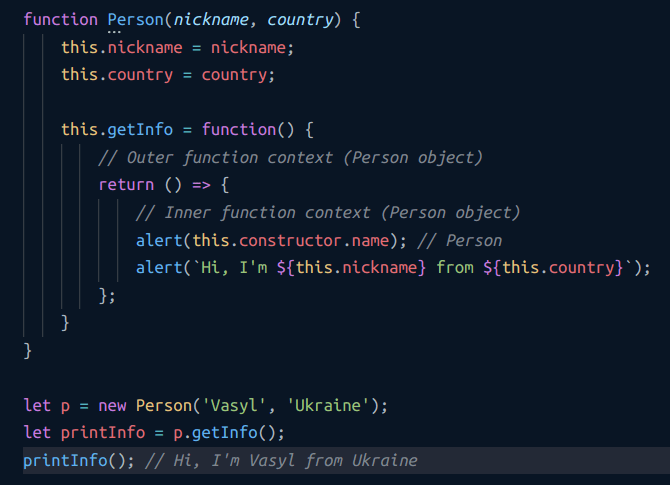 function Person(nickname, country) {
    this.nickname = nickname;
    this.country = country;

    this.getInfo = function() {
        // Outer function context (Person object)
        return () => {
            // Inner function context (Person object)
            alert(this.constructor.name); // Person
            alert(`Hi, I'm ${this.nickname} from ${this.country}`);
        };
    }
}

let p = new Person('Vasyl', 'Ukraine');
let printInfo = p.getInfo();
printInfo(); // Hi, I'm Vasyl from Ukraine